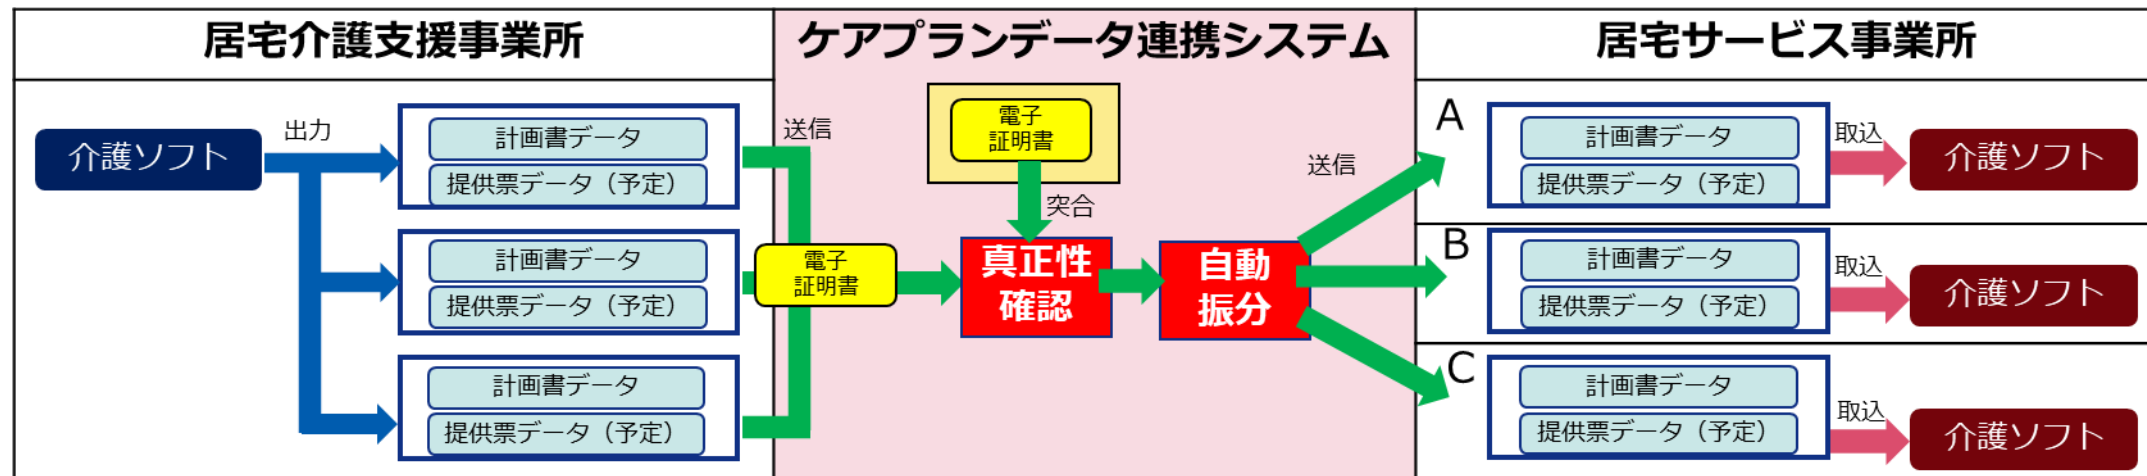 居宅介護支援事業所
ケアプランデータ連携システム
居宅サービス事業所
介護ソフト
出力
計画書データ
提供票データ（予定）
計画書データ
提供票データ（予定）
計画書データ
提供票データ（予定）
送信
電子
証明書
電子
証明書
突合
真正性
確認
自動
振分
送信
A
計画書データ
提供票データ（予定）
取込
介護ソフト
B
計画書データ
提供票データ（予定）
取込
介護ソフト
C
計画書データ
提供票データ（予定）
取込
介護ソフト